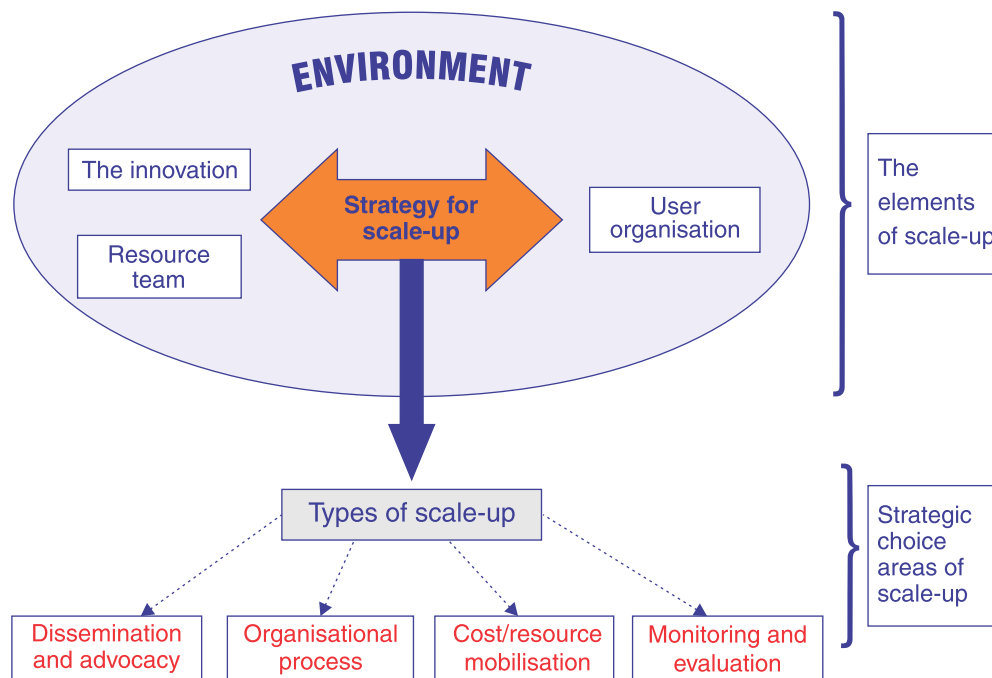 ENVIRONMENT
The innovation
Resource
team
Strategy for
scale-up
User
organisation
The
elements
of scale-up
Types of scale-up
Strategic
choice
areas of
scale-up
Dissemination
and advocacy
Organisational
process
Cost/resource
mobilisation
Monitoring and
evaluation